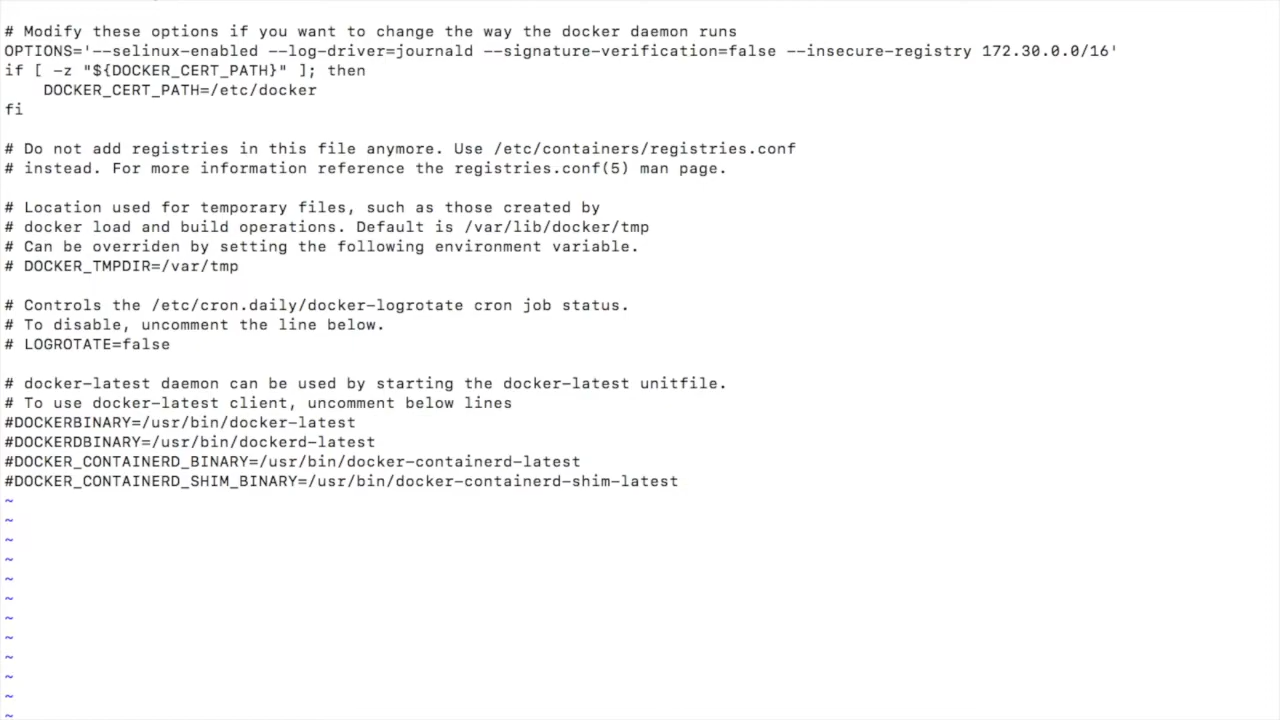 # Modify these options if you want to change the way the docker daemon runs
OPTIONS='--selinux-enabled --log-driver=journald --signature-verification=false --insecure-registry 172.30.0.0/16'
if [ -z "${DOCKER_CERT_PATH}" ]; then
    DOCKER_CERT_PATH=/etc/docker
fi

# Do not add registries in this file anymore. Use /etc/containers/registries.conf
# instead. For more information reference the registries.conf(5) man page.

# Location used for temporary files, such as those created by
# docker load and build operations. Default is /var/lib/docker/tmp
# Can be overriden by setting the following environment variable.
# DOCKER_TMPDIR=/var/tmp

# Controls the /etc/cron.daily/docker-logrotate cron job status.
# To disable, uncomment the line below.
# LOGROTATE=false

# docker-latest daemon can be used by starting the docker-latest unitfile.
# To use docker-latest client, uncomment below lines
#DOCKERBINARY=/usr/bin/docker-latest
#DOCKERDBINARY=/usr/bin/dockerd-latest
#DOCKER_CONTAINERD_BINARY=/usr/bin/docker-containerd-latest
#DOCKER_CONTAINERD_SHIM_BINARY=/usr/bin/docker-containerd-shim-latest
~
~
~
~
~
~
~
~
~
~
~
~